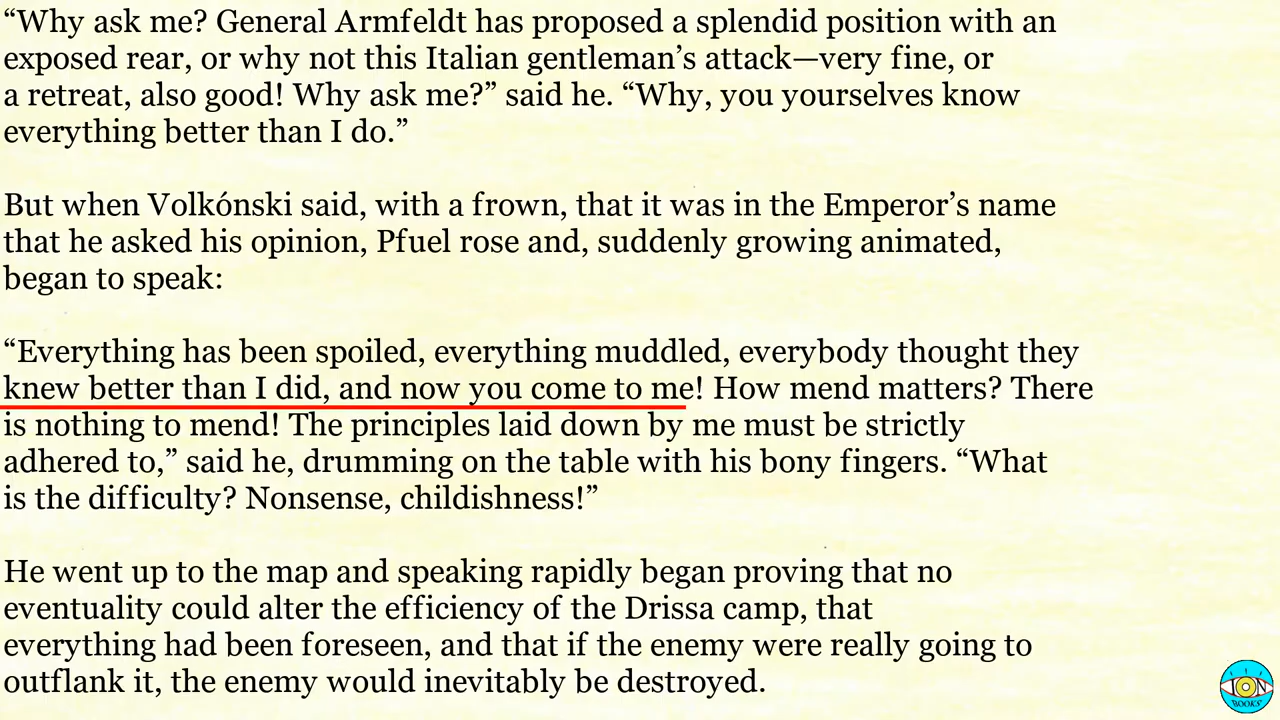 “Why ask me? General Armfeldt has proposed a splendid position with an
exposed rear, or why not this Italian gentleman’s attack—very fine, or
a retreat, also good! Why ask me?” said he. “Why, you yourselves know
everything better than I do.”
But when Volkónski said, with a frown, that it was in the Emperor’s name
that he asked his opinion, Pfuel rose and, suddenly growing animated,
began to speak:
“Everything has been spoiled, everything muddled, everybody thought they
knew better than I did, and now you come to me! How mend matters? There
is nothing to mend! The principles laid down by me must be strictly
adhered to,” said he, drumming on the table with his bony fingers. “What
is the difficulty? Nonsense, childishness!”
He went up to the map and speaking rapidly began proving that no
eventuality could alter the efficiency of the Drissa camp, that
everything had been foreseen, and that if the enemy were really going to
outflank it, the enemy would inevitably be destroyed.
ION
BOOKS